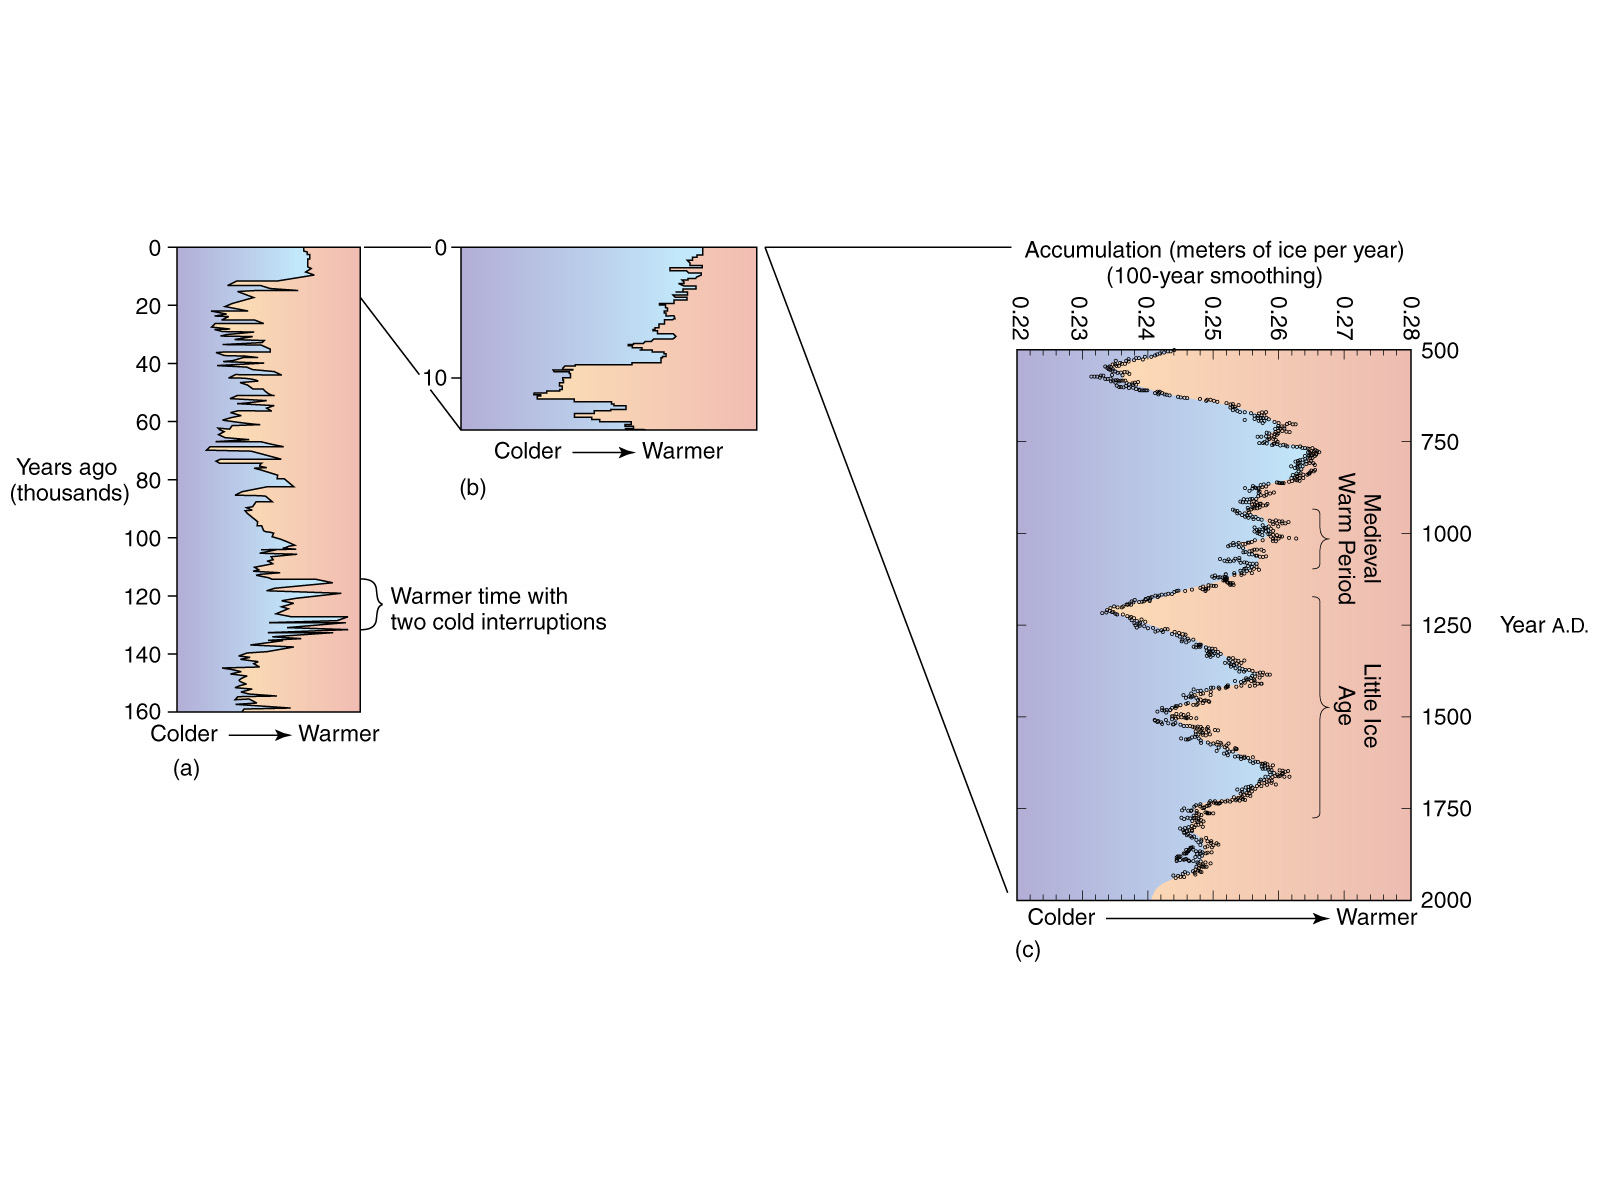 0
20
40
60
80
100
120
140
160
Years ago
(thousands)
Colder
Warmer
(a)
Warmer time with
two cold interruptions
0
10
Colder
Warmer
(b)
Accumulation (meters of ice per year)
(100-year smoothing)
0.22
0.23
0.24
0.25
0.26
0.27
0.28
500
750
1000
1250
1500
1750
2000
Year A.D.
Medieval
Warm Period
Little Ice
Age
Colder
Warmer
(c)